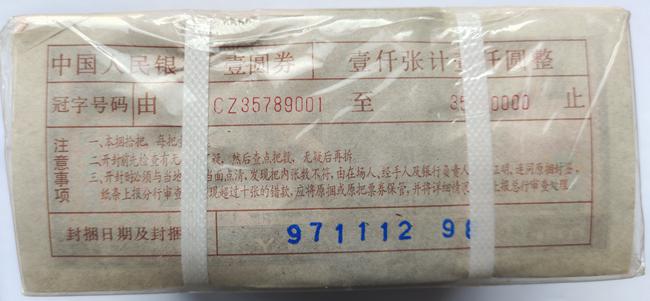 中国人民银 壹圆券 壹仟张计壹仟圆整
冠字号码 由 CZ35789001 至 35 0000 止
注意事项
一、本捆拾把，每把
二、开封前先检查有无 疑，然后查点把数，无疑后再拆
三、开封时必须与当地 当面点清，发现把内张数不符，由在场人、经手人及银行负责人 证明，连同原捆封签、
纸条上报分行审查 现超过十张的错款，应将原捆或原把票券保管，并将详细情 上报总行审查处理
封捆日期及封捆 971112 98